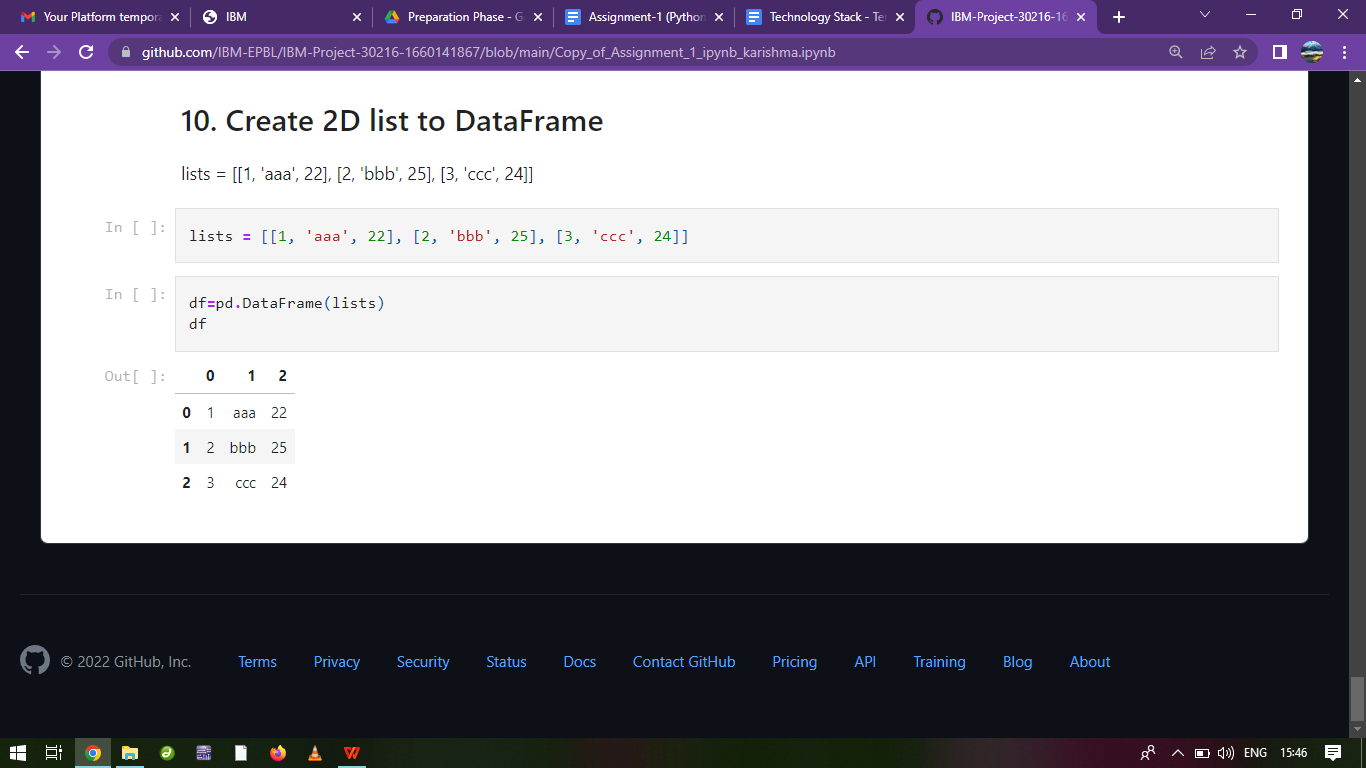 Your Platform tempora
IBM
Preparation Phase - G
Assignment-1 (Python
Technology Stack - Te
IBM-Project-30216-16
github.com/IBM-EPBL/IBM-Project-30216-1660141867/blob/main/Copy_of_Assignment_1_ipynb_karishma.ipynb
10. Create 2D list to DataFrame
lists = [[1, 'aaa', 22], [2, 'bbb', 25], [3, 'ccc', 24]]
In [ ]: lists = [[1, 'aaa', 22], [2, 'bbb', 25], [3, 'ccc', 24]]
In [ ]: df=pd.DataFrame(lists)
df
Out[ ]: 0 1 2
0 1 aaa 22
1 2 bbb 25
2 3 ccc 24
© 2022 GitHub, Inc. Terms Privacy Security Status Docs Contact GitHub Pricing API Training Blog About
ENG 15:46